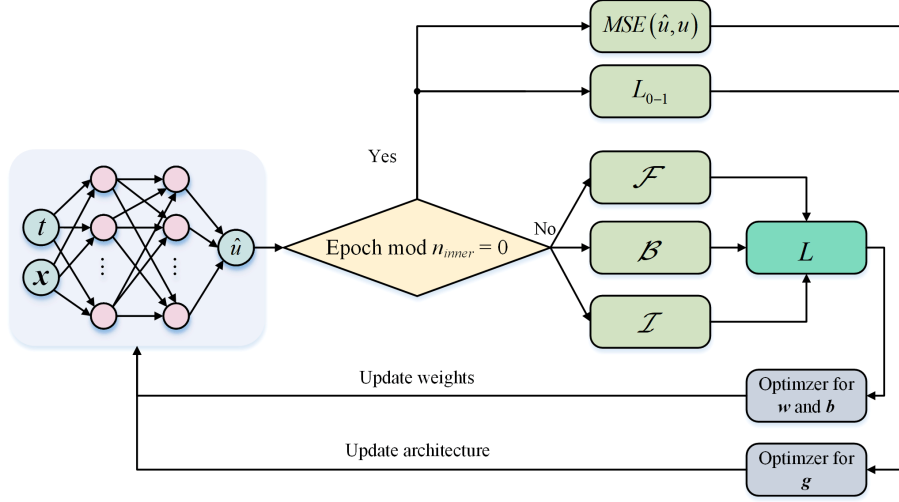 MSE(û,u)
L₀₋₁
Yes
t
x
⋮
⋮
û
Epoch mod n_inner = 0
No
ℱ
ℬ
ℐ
L
Update weights
Optimzer for
w and b
Update architecture
Optimzer for
g